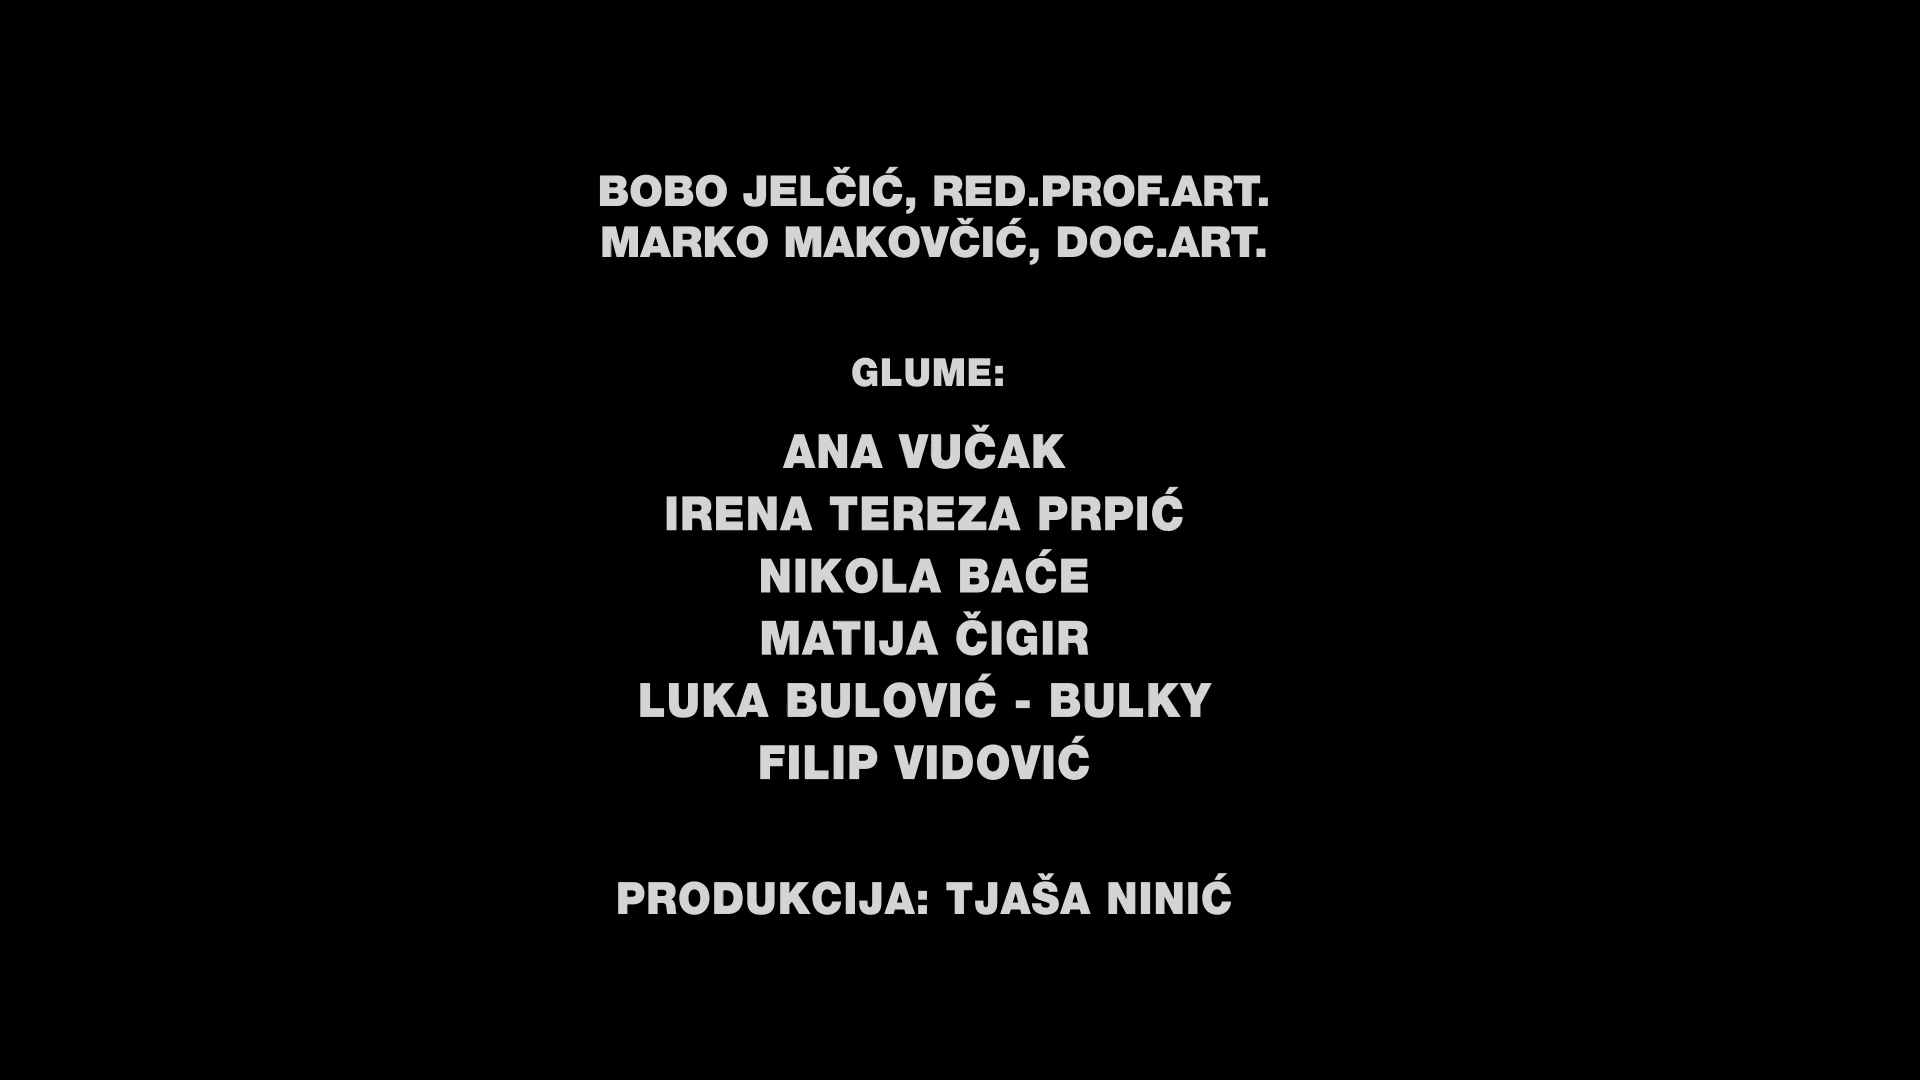 BOBO JELČIĆ, RED.PROF.ART.
MARKO MAKOVČIĆ, DOC.ART.
GLUME:
ANA VUČAK
IRENA TEREZA PRPIĆ
NIKOLA BAĆE
MATIJA ČIGIR
LUKA BULOVIĆ - BULKY
FILIP VIDOVIĆ
PRODUKCIJA: TJAŠA NINIĆ